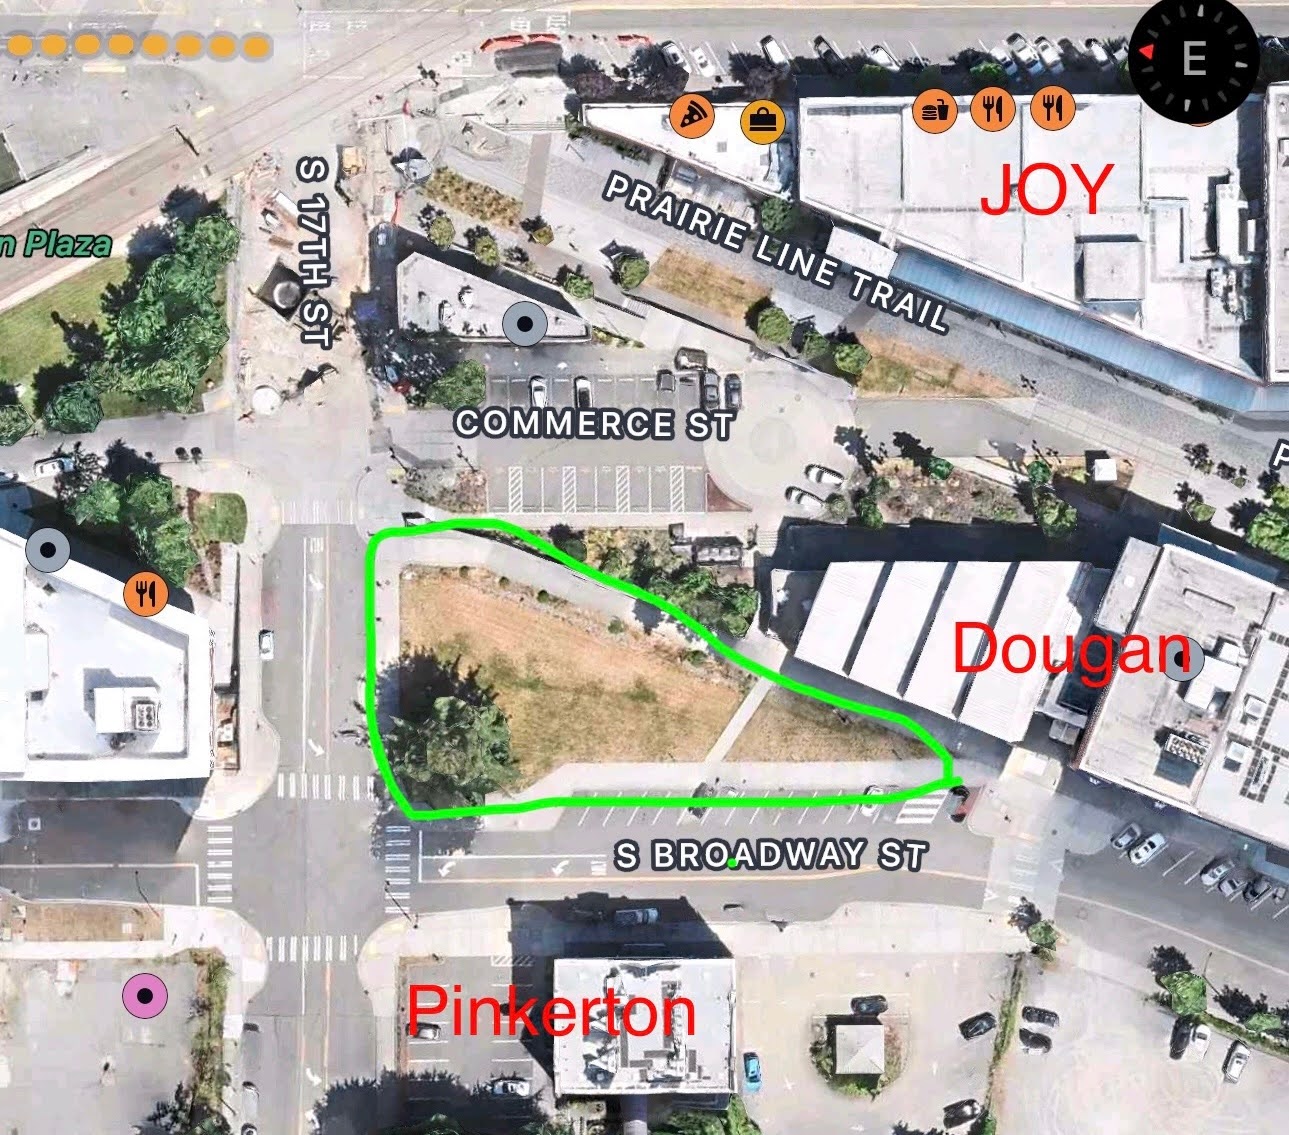 E
JOY
S 17TH ST
PRAIRIE LINE TRAIL
n Plaza
COMMERCE ST
P
Dougan
S BROADWAY ST
Pinkerton